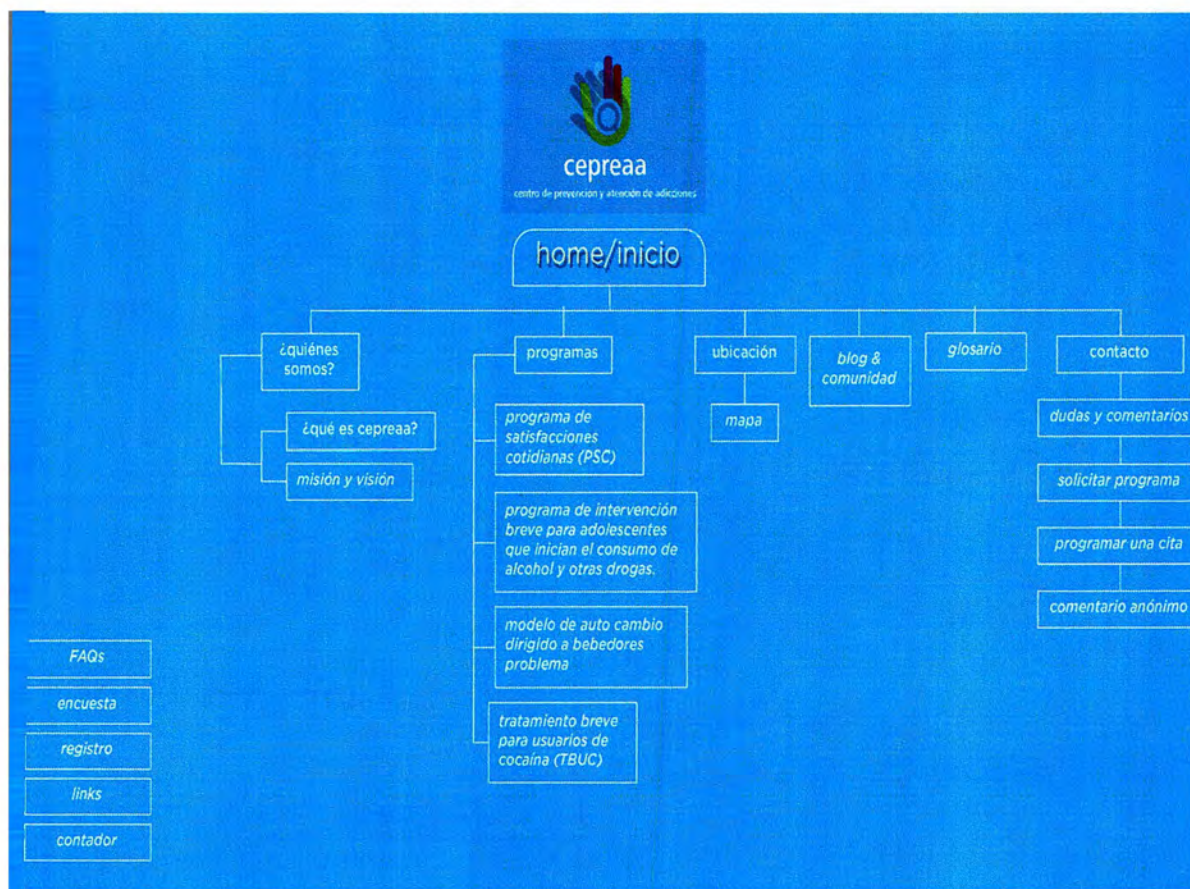 cepreaa
centro de prevención y atención de adicciones
home/inicio
¿quiénes
somos?
¿qué es cepreaa?
misión y visión
programas
programa de
satisfacciones
cotidianas (PSC)
programa de intervención
breve para adolescentes
que inician el consumo de
alcohol y otras drogas.
modelo de auto cambio
dirigido a bebedores
problema
tratamiento breve
para usuarios de
cocaína (TBUC)
ubicación
mapa
blog &
comunidad
glosario
contacto
dudas y comentarios
solicitar programa
programar una cita
comentario anónimo
FAQs
encuesta
registro
links
contador